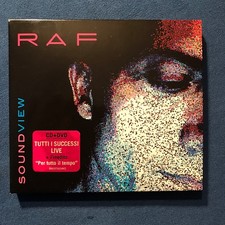 RAF
SOUNDVIEW
CD+DVD
TUTTI I SUCCESSI
LIVE
"Per tutto il tempo"